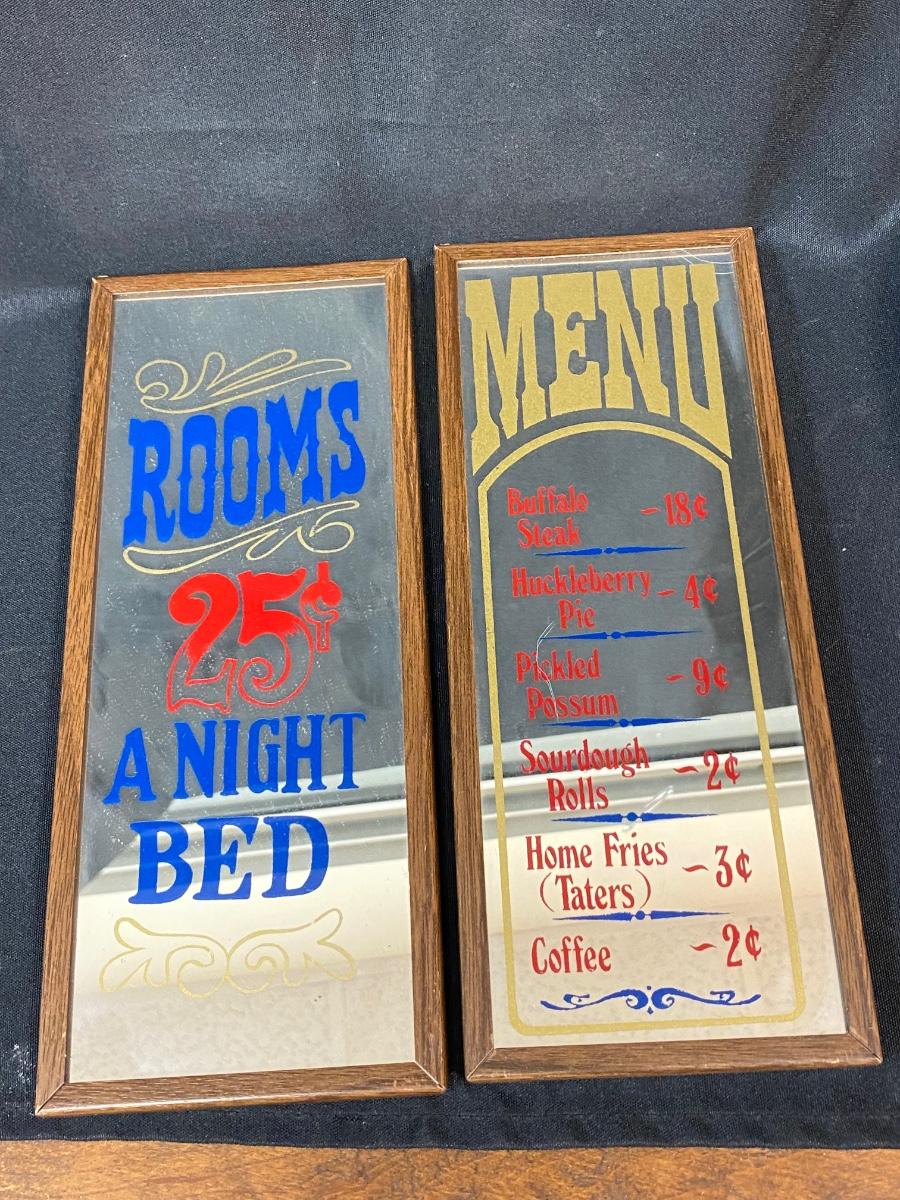 ROOMS
25¢
A NIGHT
BED
MENU
Buffalo
Steak ~18¢
Huckleberry
Pie ~4¢
Pickled
Possum ~9¢
Sourdough
Rolls ~2¢
Home Fries
(Taters) ~3¢
Coffee ~2¢